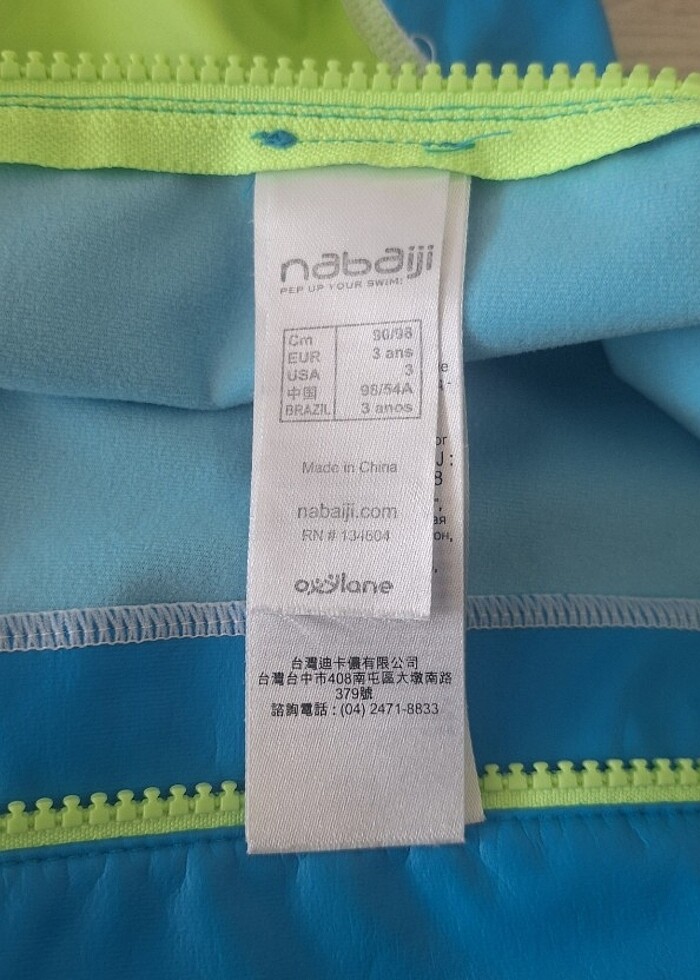 nabaiji
PEP UP YOUR SWIM!
Cm 90/98
EUR 3 ans
USA 3
中国 98/54A
BRAZIL 3 anos
Made in China
nabaiji.com
RN # 134604
oxylane
台灣迪卡儂有限公司
台灣台中市408南屯區大墩南路
379號
諮詢電話 : (04) 2471-8833